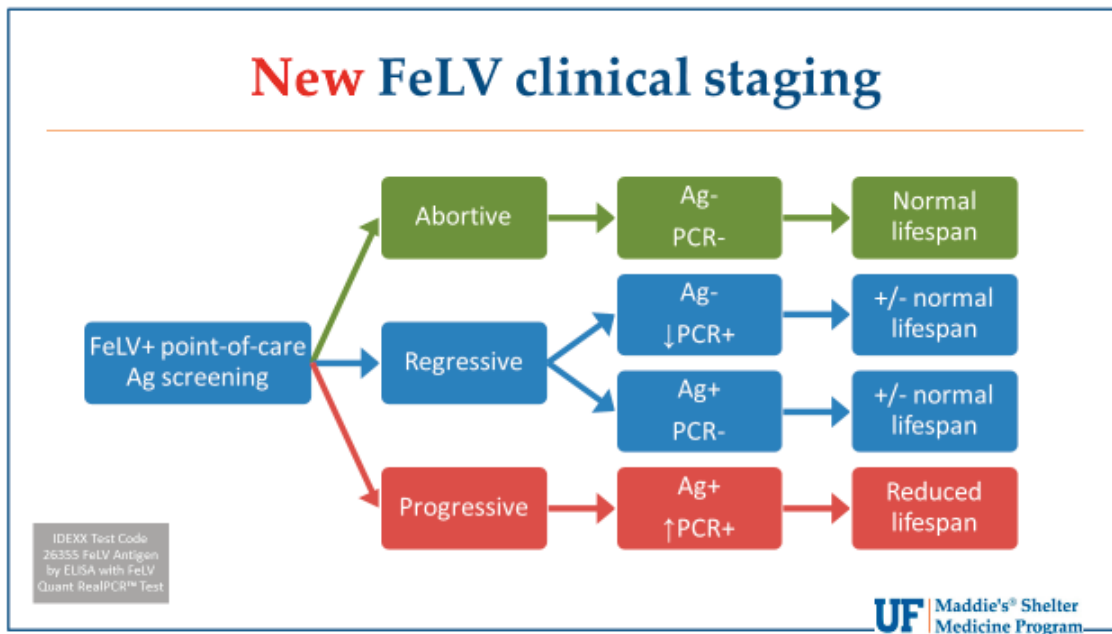 New FeLV clinical staging
FeLV+ point-of-care
Ag screening
Abortive
Ag-
PCR-
Normal
lifespan
Regressive
Ag-
↓PCR+
+/- normal
lifespan
Ag+
PCR-
+/- normal
lifespan
Progressive
Ag+
↑PCR+
Reduced
lifespan
IDEXX Test Code
26355 FeLV Antigen
by ELISA with FeLV
Quant RealPCR™ Test
UF
Maddie's® Shelter
Medicine Program